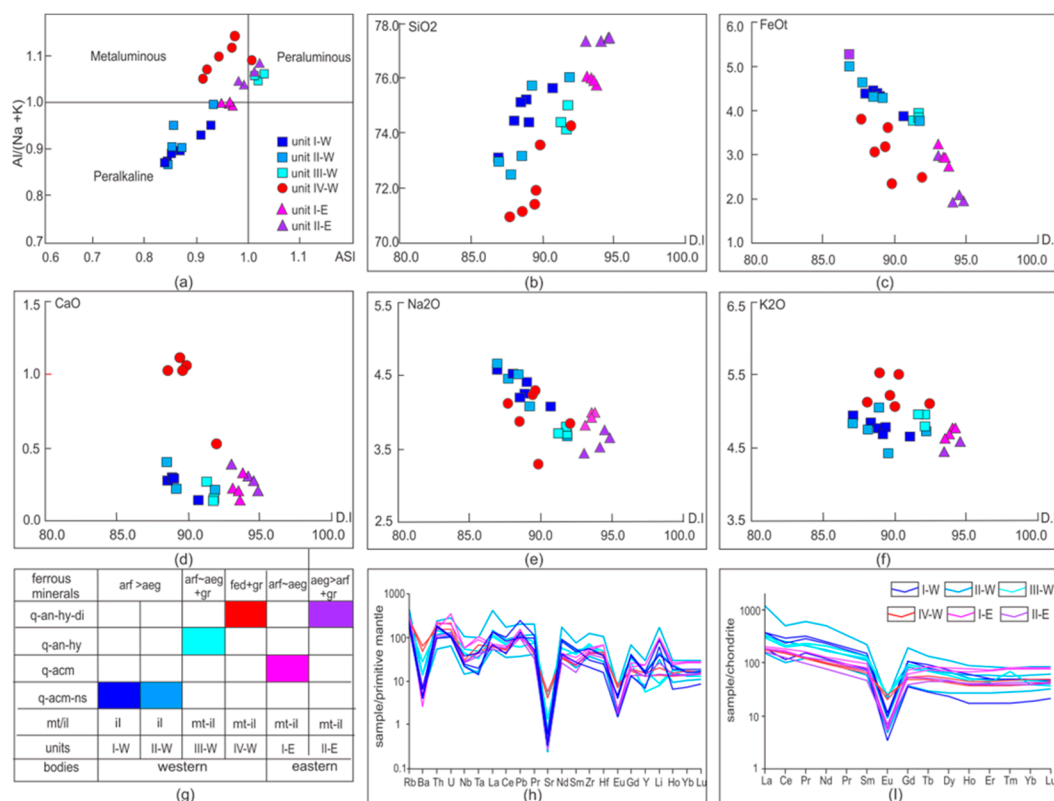 Al/(Na +K)
1.1
1.0
0.9
0.8
0.7
Metaluminous
Peraluminous
Peralkaline
unit I-W
unit II-W
unit III-W
unit IV-W
unit I-E
unit II-E
0.6 0.7 0.8 0.9 1.0 1.1 ASI
(a)
78.0
SiO2
76.0
74.0
72.0
70.0
80.0 85.0 90.0 95.0 100.0
D.I
(b)
FeOt
5.0
4.0
3.0
2.0
1.0
80.0 85.0 90.0 95.0 100.0
D.I
(c)
CaO
1.5
1.0
0.5
0.0
80.0 85.0 90.0 95.0
D.I
(d)
Na2O
5.5
4.5
3.5
2.5
80.0 85.0 90.0 95.0 100.0
D.I
(e)
K2O
6.5
5.5
4.5
3.5
80.0 85.0 90.0 95.0 100.0
D.I
(f)
ferrous minerals arf >aeg arf~aeg +gr fed+gr arf~aeg aeg>arf +gr
q-an-hy-di
q-an-hy
q-acm
q-acm-ns
mt/il il il mt-il mt-il mt-il mt-il
units I-W II-W III-W IV-W I-E II-E
bodies western eastern
(g)
sample/primitive mantle
1000
100
10
1
0.1
Rb Ba Th U Nb Ta La Ce Pb Pr Sr Nd Sm Zr Hf Eu Gd Y Li Ho Yb Lu
(h)
sample/chondrite
1000
100
10
1
I-W II-W III-W
IV-W I-E II-E
La Ce Pr Nd Pr Sm Eu Gd Tb Dy Ho Er Tm Yb Lu
(I)